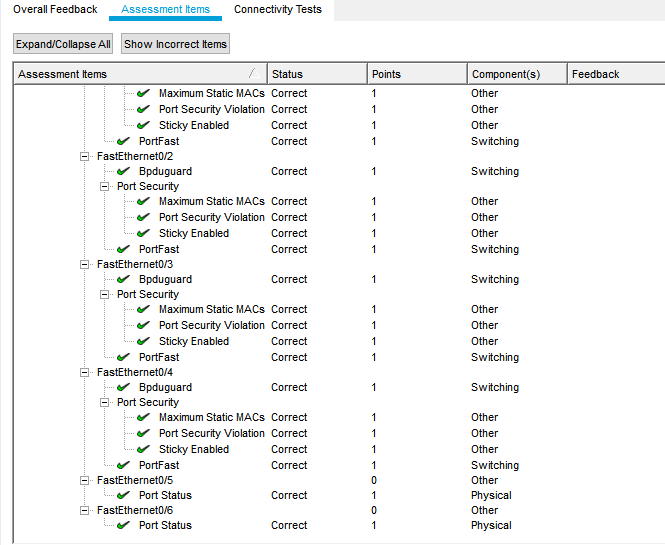 Overall Feedback Assessment Items Connectivity Tests
Expand/Collapse All Show Incorrect Items
Assessment Items Status Points Component(s) Feedback
Maximum Static MACs Correct 1 Other
Port Security Violation Correct 1 Other
Sticky Enabled Correct 1 Other
PortFast Correct 1 Switching
FastEthernet0/2
Bpduguard Correct 1 Switching
Port Security
Maximum Static MACs Correct 1 Other
Port Security Violation Correct 1 Other
Sticky Enabled Correct 1 Other
PortFast Correct 1 Switching
FastEthernet0/3
Bpduguard Correct 1 Switching
Port Security
Maximum Static MACs Correct 1 Other
Port Security Violation Correct 1 Other
Sticky Enabled Correct 1 Other
PortFast Correct 1 Switching
FastEthernet0/4
Bpduguard Correct 1 Switching
Port Security
Maximum Static MACs Correct 1 Other
Port Security Violation Correct 1 Other
Sticky Enabled Correct 1 Other
PortFast Correct 1 Switching
FastEthernet0/5 0 Other
Port Status Correct 1 Physical
FastEthernet0/6 0 Other
Port Status Correct 1 Physical